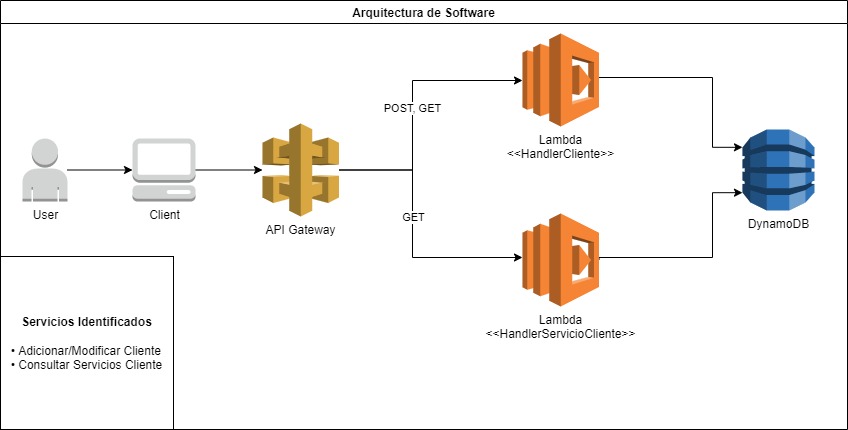 Arquitectura de Software
POST, GET
Lambda
<<HandlerCliente>>
User
Client
API Gateway
GET
DynamoDB
Lambda
<<HandlerServicioCliente>>
Servicios Identificados
• Adicionar/Modificar Cliente
• Consultar Servicios Cliente